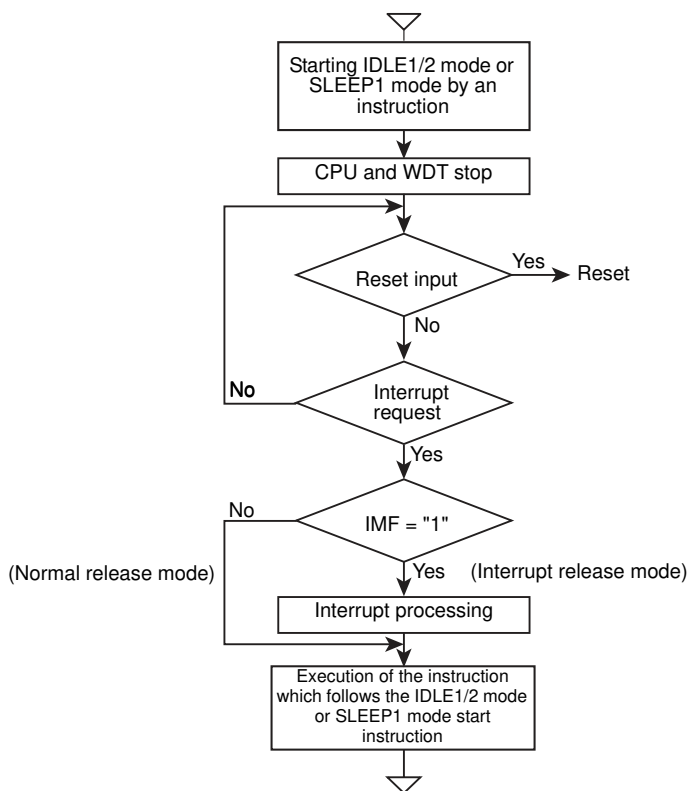 Starting IDLE1/2 mode or
SLEEP1 mode by an
instruction
CPU and WDT stop
Reset input
Yes
Reset
No
Interrupt
request
No
Yes
IMF = "1"
No
(Normal release mode)
Yes
(Interrupt release mode)
Interrupt processing
Execution of the instruction
which follows the IDLE1/2 mode
or SLEEP1 mode start
instruction